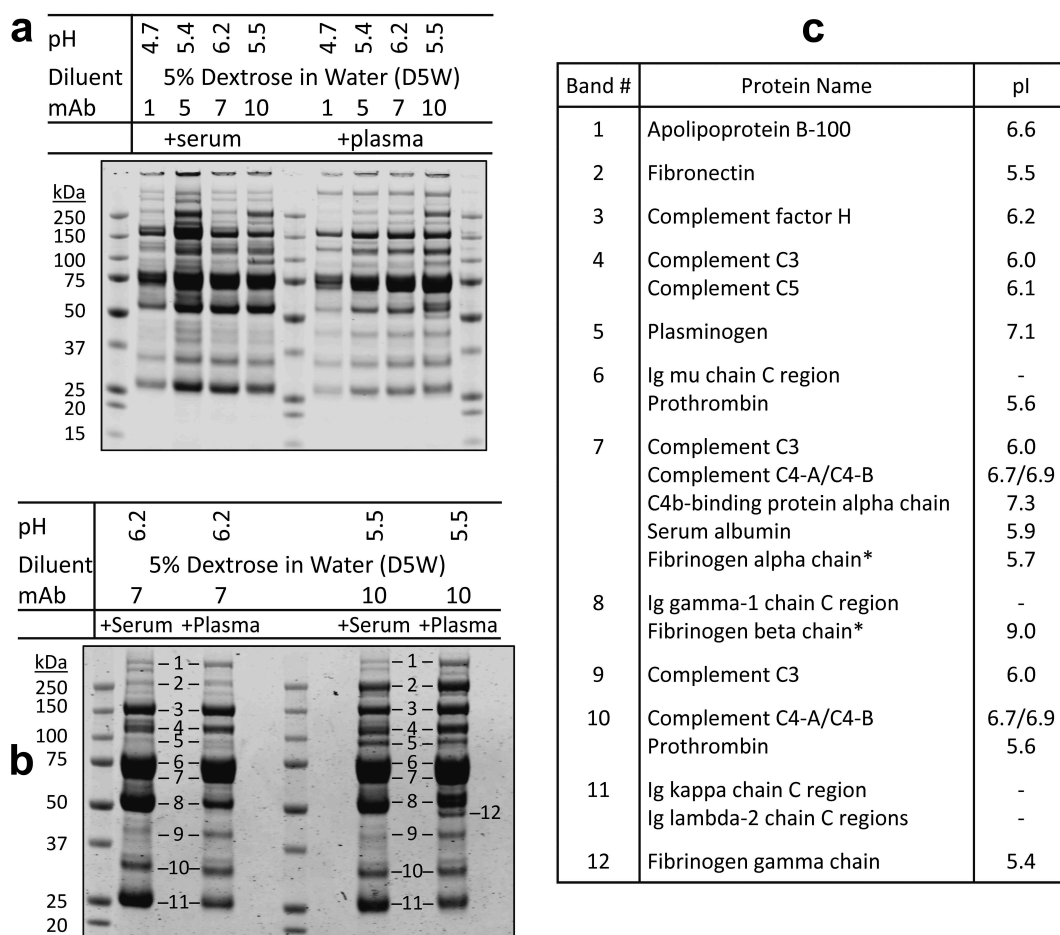 a
pH 4.7 5.4 6.2 5.5 4.7 5.4 6.2 5.5
Diluent 5% Dextrose in Water (D5W)
mAb 1 5 7 10 1 5 7 10
+serum +plasma
kDa
250
150
100
75
50
37
25
20
15
b
pH 6.2 6.2 5.5 5.5
Diluent 5% Dextrose in Water (D5W)
mAb 7 7 10 10
+Serum +Plasma +Serum +Plasma
kDa
250
150
100
75
50
37
25
20
–1– –1–
–2– –2–
–3– –3–
–4– –4–
–5– –5–
–6– –6–
–7– –7–
–8– –8–
–12
–9– –9–
–10– –10–
–11– –11–
c
Band # Protein Name pI
1 Apolipoprotein B-100 6.6
2 Fibronectin 5.5
3 Complement factor H 6.2
4 Complement C3 6.0
Complement C5 6.1
5 Plasminogen 7.1
6 Ig mu chain C region -
Prothrombin 5.6
7 Complement C3 6.0
Complement C4-A/C4-B 6.7/6.9
C4b-binding protein alpha chain 7.3
Serum albumin 5.9
Fibrinogen alpha chain* 5.7
8 Ig gamma-1 chain C region -
Fibrinogen beta chain* 9.0
9 Complement C3 6.0
10 Complement C4-A/C4-B 6.7/6.9
Prothrombin 5.6
11 Ig kappa chain C region -
Ig lambda-2 chain C regions -
12 Fibrinogen gamma chain 5.4